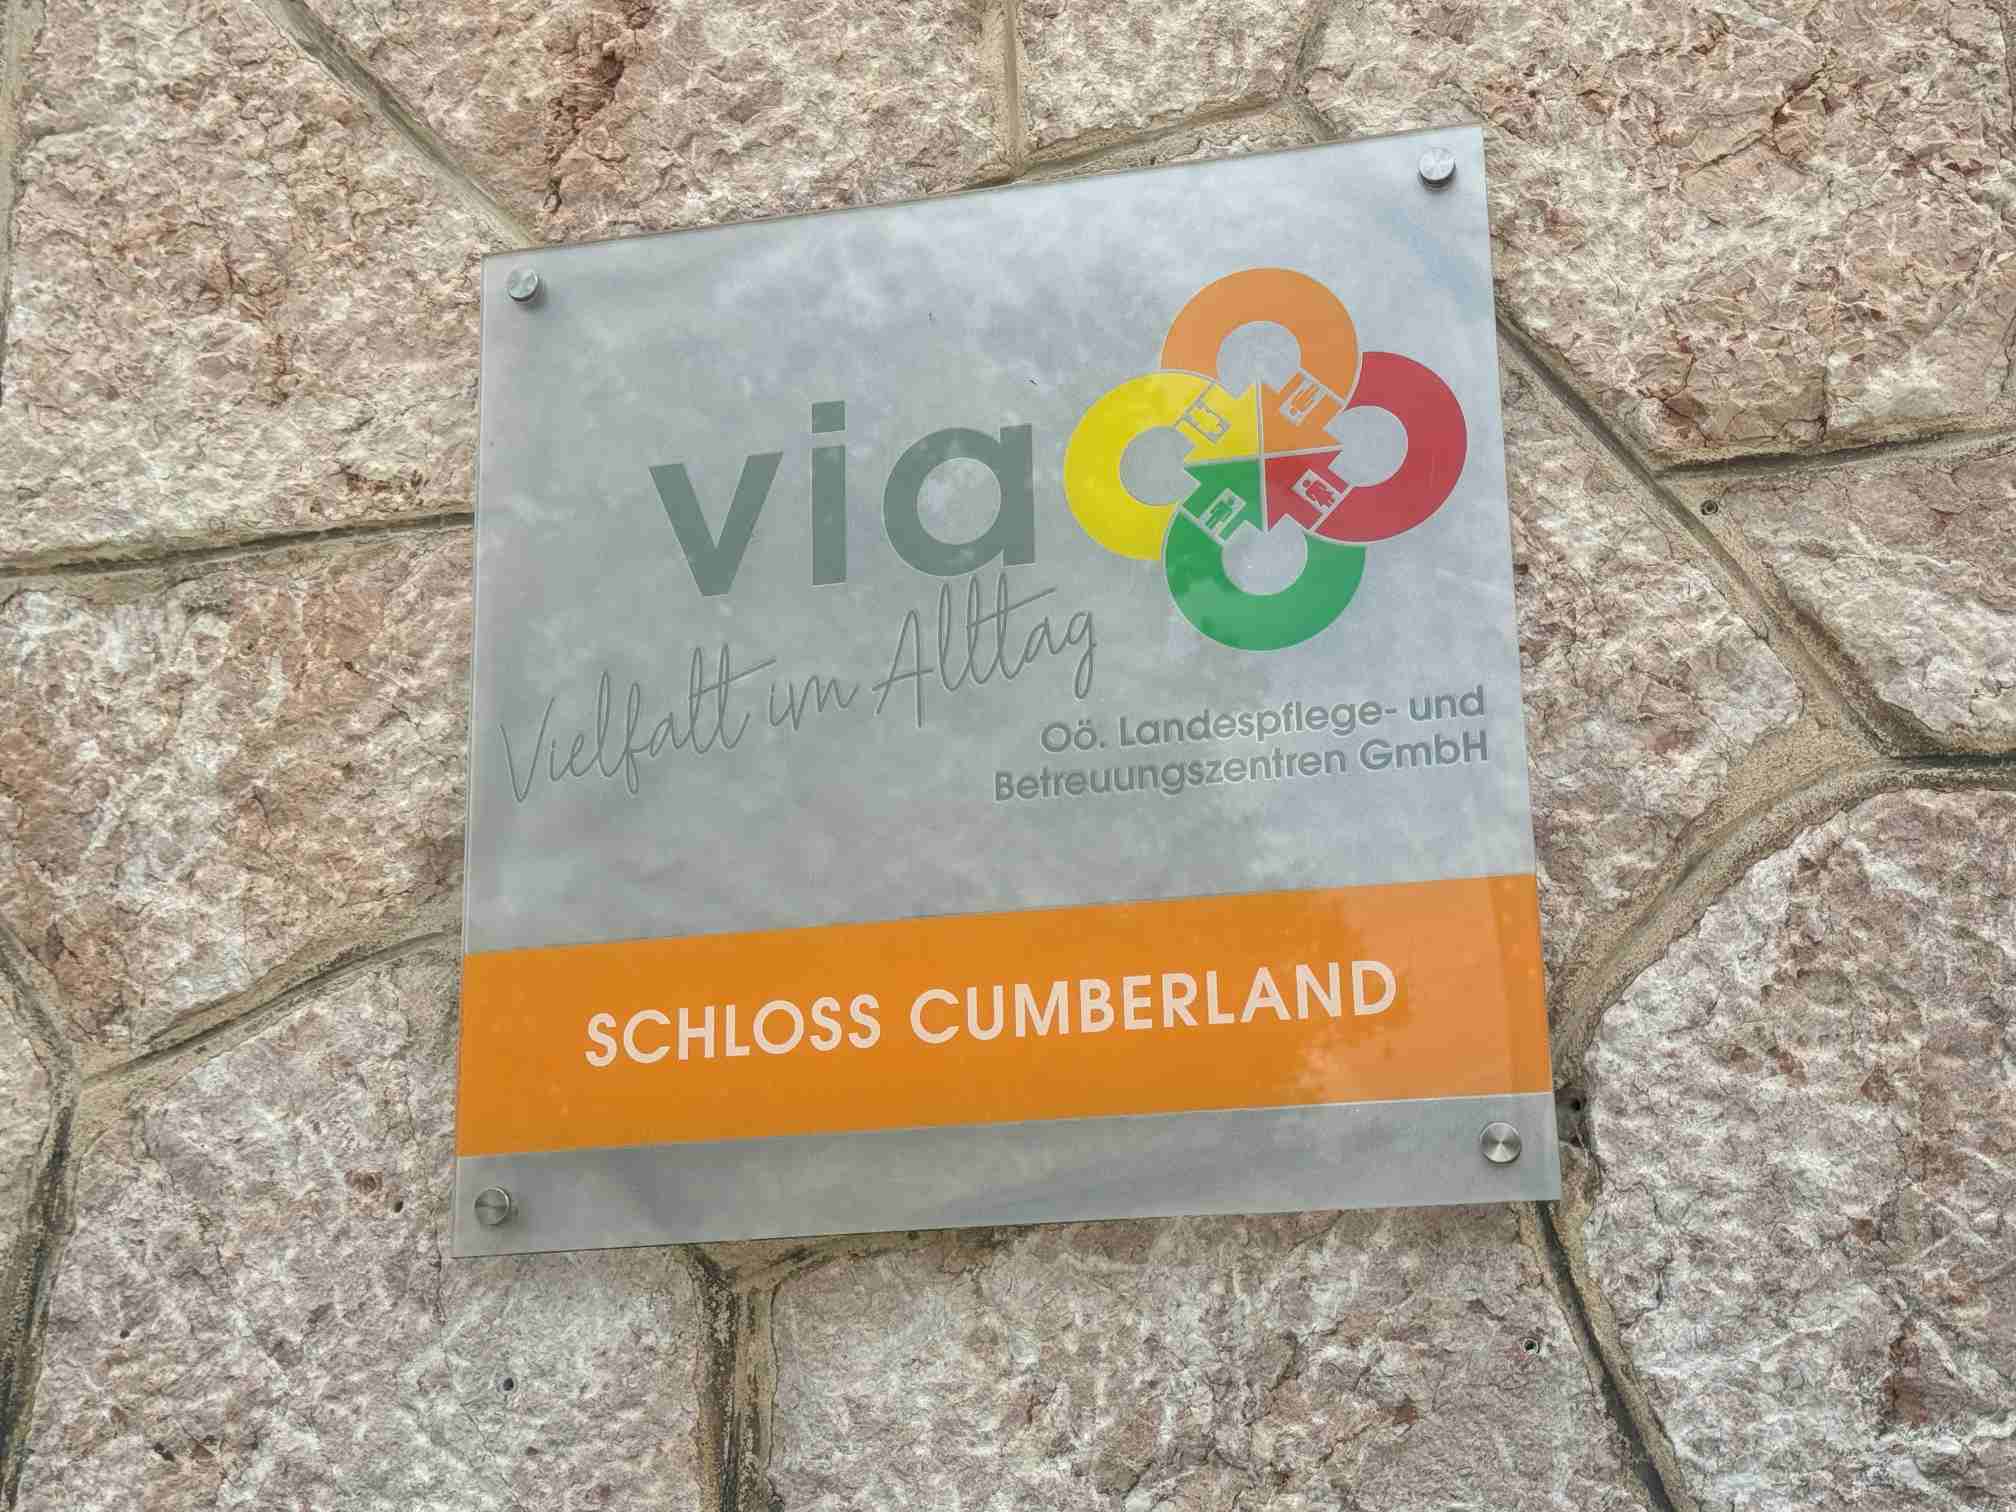 via
Vielfalt im Alltag
Oö. Landespflege- und
Betreuungszentren GmbH
SCHLOSS CUMBERLAND